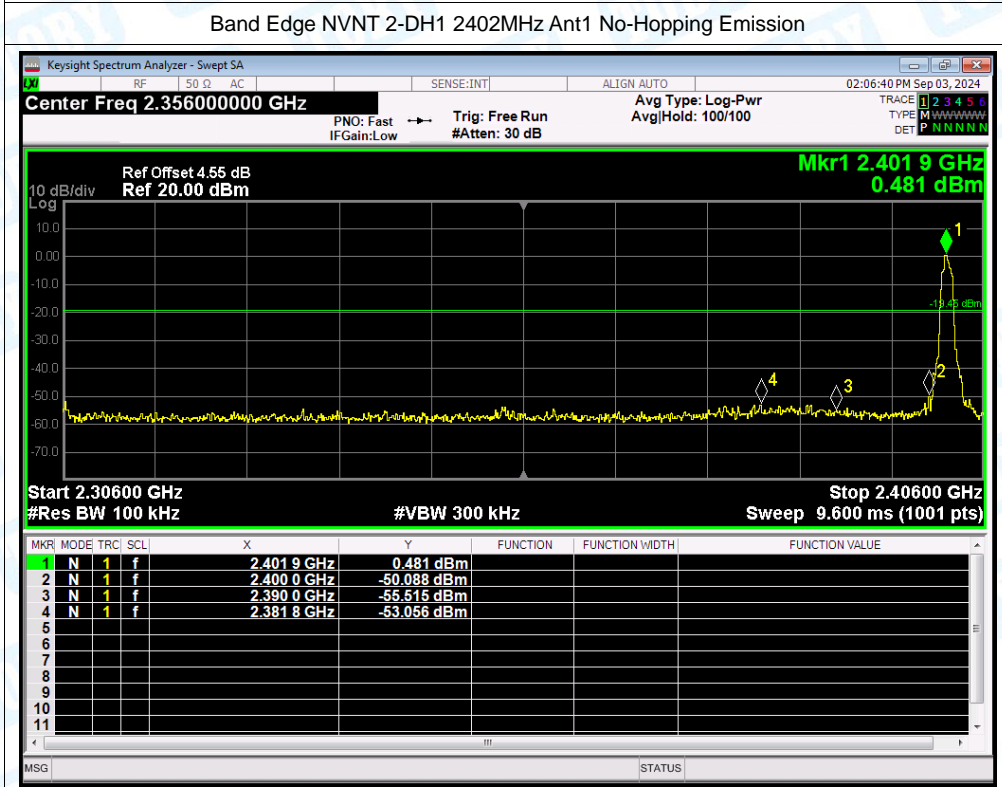 Band Edge NVNT 2-DH1 2402MHz Ant1 No-Hopping Emission
Keysight Spectrum Analyzer - Swept SA
LXI RF 50 Ω AC SENSE:INT ALIGN AUTO 02:06:40 PM Sep 03, 2024
Center Freq 2.356000000 GHz
PNO: Fast
IFGain:Low
Trig: Free Run
#Atten: 30 dB
Avg Type: Log-Pwr
Avg|Hold: 100/100
TRACE 1 2 3 4 5 6
TYPE M WWWWW
DET P N N N N N
Mkr1 2.401 9 GHz
0.481 dBm
Ref Offset 4.55 dB
10 dB/div Ref 20.00 dBm
Log
10.0
0.00
-10.0
-20.0
-30.0
-40.0
-50.0
-60.0
-70.0
1
-19.45 dBm
2
3
4
Start 2.30600 GHz Stop 2.40600 GHz
#Res BW 100 kHz #VBW 300 kHz Sweep 9.600 ms (1001 pts)
MKR MODE TRC SCL X Y FUNCTION FUNCTION WIDTH FUNCTION VALUE
1 N 1 f 2.401 9 GHz 0.481 dBm
2 N 1 f 2.400 0 GHz -50.088 dBm
3 N 1 f 2.390 0 GHz -55.515 dBm
4 N 1 f 2.381 8 GHz -53.056 dBm
5
6
7
8
9
10
11
MSG STATUS